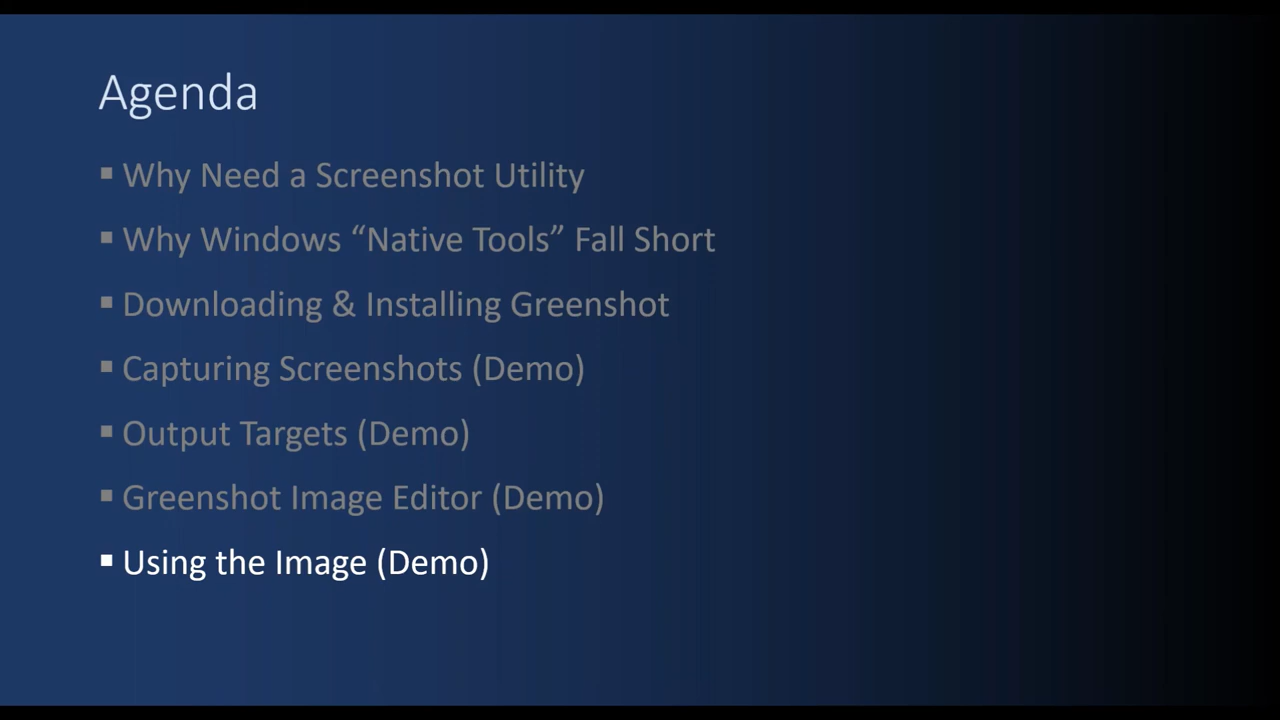 Agenda
▪ Why Need a Screenshot Utility
▪ Why Windows “Native Tools” Fall Short
▪ Downloading & Installing Greenshot
▪ Capturing Screenshots (Demo)
▪ Output Targets (Demo)
▪ Greenshot Image Editor (Demo)
▪ Using the Image (Demo)